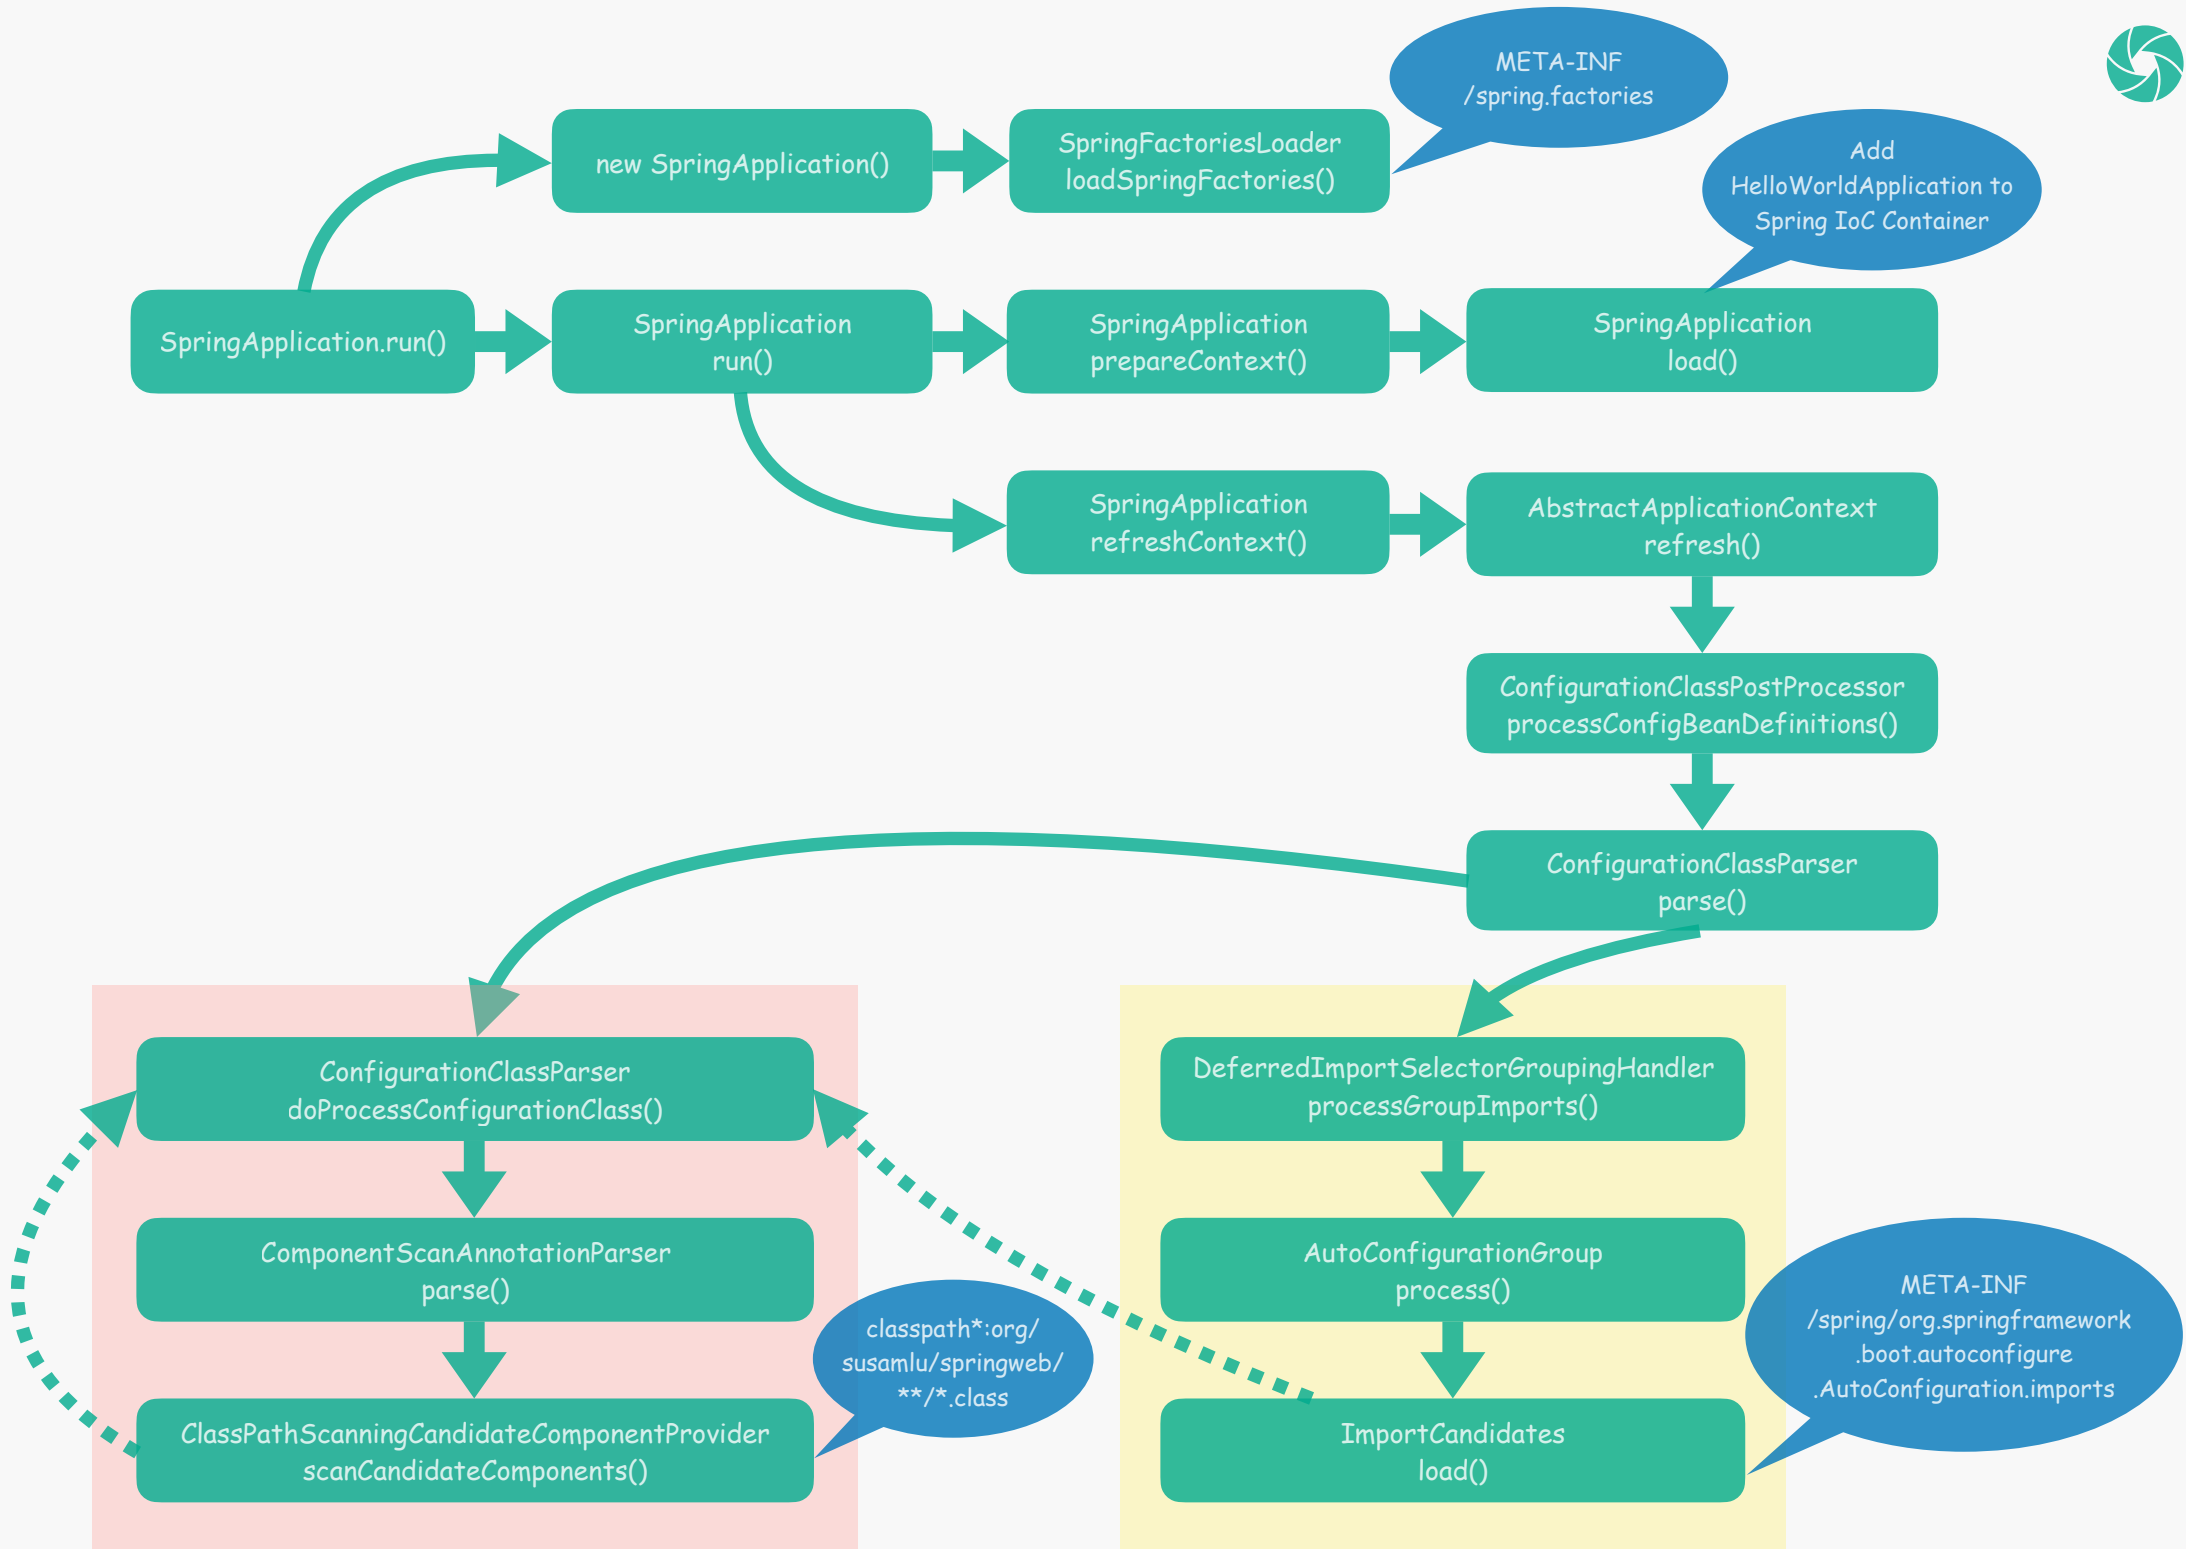 META-INF
/spring.factories
new SpringApplication()
SpringFactoriesLoader
loadSpringFactories()
Add
HelloWorldApplication to
Spring IoC Container
SpringApplication.run()
SpringApplication
run()
SpringApplication
prepareContext()
SpringApplication
load()
SpringApplication
refreshContext()
AbstractApplicationContext
refresh()
ConfigurationClassPostProcessor
processConfigBeanDefinitions()
ConfigurationClassParser
parse()
ConfigurationClassParser
doProcessConfigurationClass()
ComponentScanAnnotationParser
parse()
classpath*:org/
susamlu/springweb/
**/*.class
ClassPathScanningCandidateComponentProvider
scanCandidateComponents()
DeferredImportSelectorGroupingHandler
processGroupImports()
AutoConfigurationGroup
process()
META-INF
/spring/org.springframework
.boot.autoconfigure
.AutoConfiguration.imports
ImportCandidates
load()